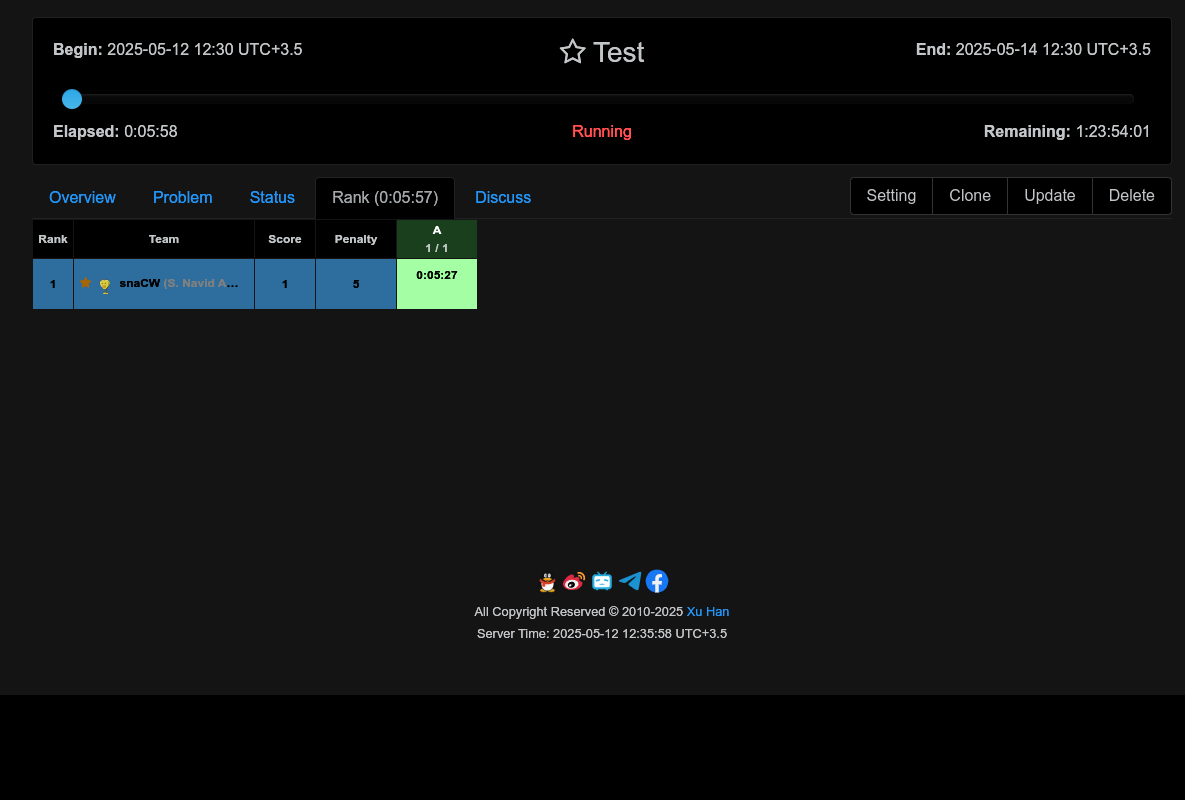 Begin: 2025-05-12 12:30 UTC+3.5
Test
End: 2025-05-14 12:30 UTC+3.5
Elapsed: 0:05:58
Running
Remaining: 1:23:54:01
Overview Problem Status Rank (0:05:57) Discuss
Setting Clone Update Delete
Rank Team Score Penalty A
1 / 1
1 snaCW (S. Navid A... 1 5 0:05:27
All Copyright Reserved © 2010-2025 Xu Han
Server Time: 2025-05-12 12:35:58 UTC+3.5